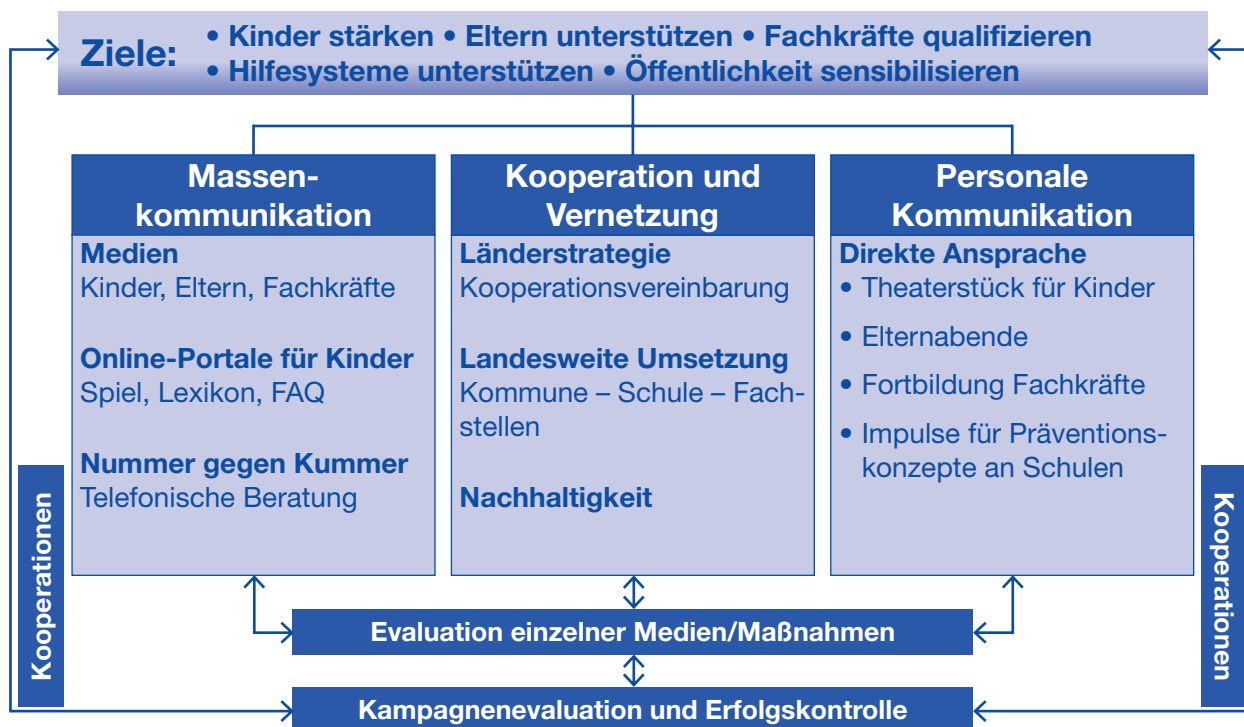 Ziele:
• Kinder stärken • Eltern unterstützen • Fachkräfte qualifizieren
• Hilfesysteme unterstützen • Öffentlichkeit sensibilisieren
Massen-
kommunikation
Medien
Kinder, Eltern, Fachkräfte
Online-Portale für Kinder
Spiel, Lexikon, FAQ
Nummer gegen Kummer
Telefonische Beratung
Kooperation und
Vernetzung
Länderstrategie
Kooperationsvereinbarung
Landesweite Umsetzung
Kommune – Schule – Fach-
stellen
Nachhaltigkeit
Personale
Kommunikation
Direkte Ansprache
• Theaterstück für Kinder
• Elternabende
• Fortbildung Fachkräfte
• Impulse für Präventions-
konzepte an Schulen
Kooperationen
Kooperationen
Evaluation einzelner Medien/Maßnahmen
Kampagnenevaluation und Erfolgskontrolle